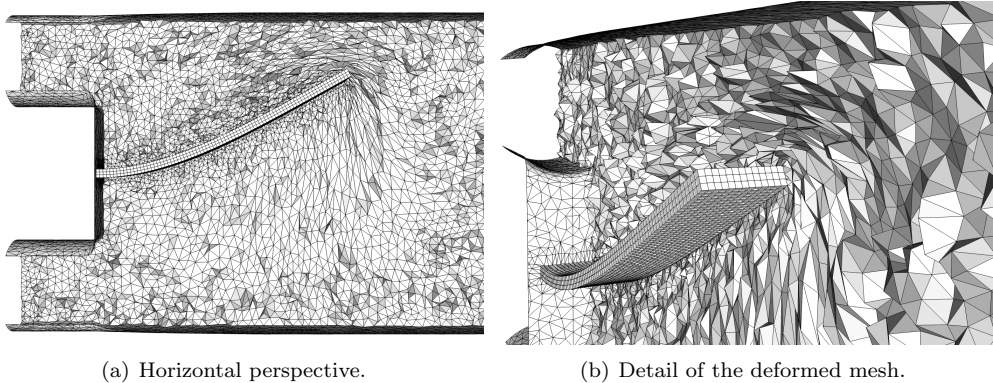 (a) Horizontal perspective.
(b) Detail of the deformed mesh.